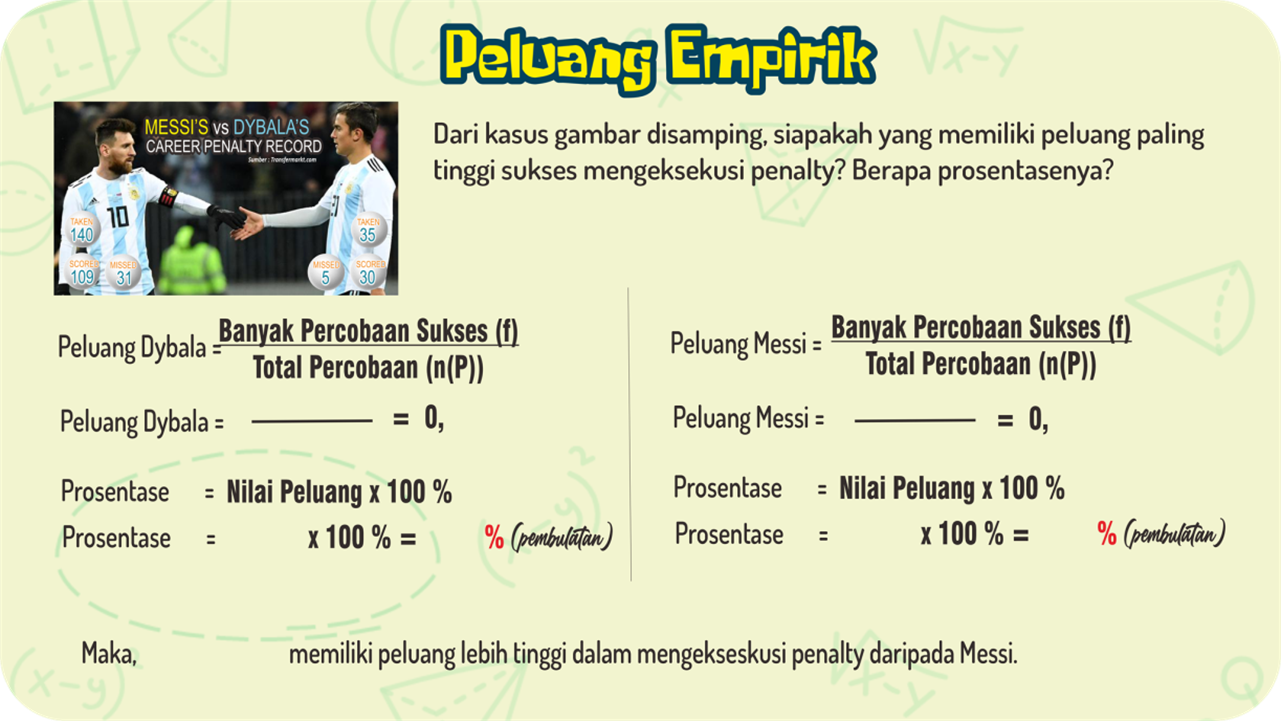 Peluang Empirik
MESSI'S vs DYBALA'S
CAREER PENALTY RECORD
Sumber : Transfermarkt.com
10
TAKEN
140
SCORED
109
MISSED
31
TAKEN
35
MISSED
5
SCORED
30
Dari kasus gambar disamping, siapakah yang memiliki peluang paling
tinggi sukses mengeksekusi penalty? Berapa prosentasenya?
Peluang Dybala = Banyak Percobaan Sukses (f)
Total Percobaan (n(P))
Peluang Dybala = = 0,
Prosentase = Nilai Peluang x 100 %
Prosentase = x 100 % = % (pembulatan)
Peluang Messi = Banyak Percobaan Sukses (f)
Total Percobaan (n(P))
Peluang Messi = = 0,
Prosentase = Nilai Peluang x 100 %
Prosentase = x 100 % = % (pembulatan)
Maka, memiliki peluang lebih tinggi dalam mengekseskusi penalty daripada Messi.
√x-y
(x-y)²
(x-y)